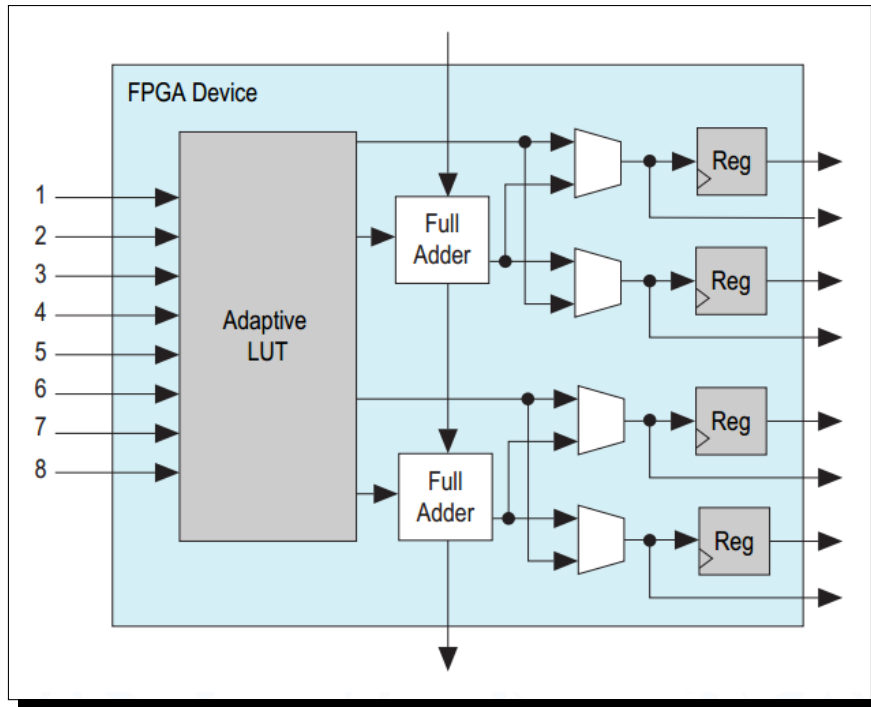 FPGA Device
1
2
3
4
5
6
7
8
Adaptive
LUT
Full
Adder
Full
Adder
Reg
Reg
Reg
Reg